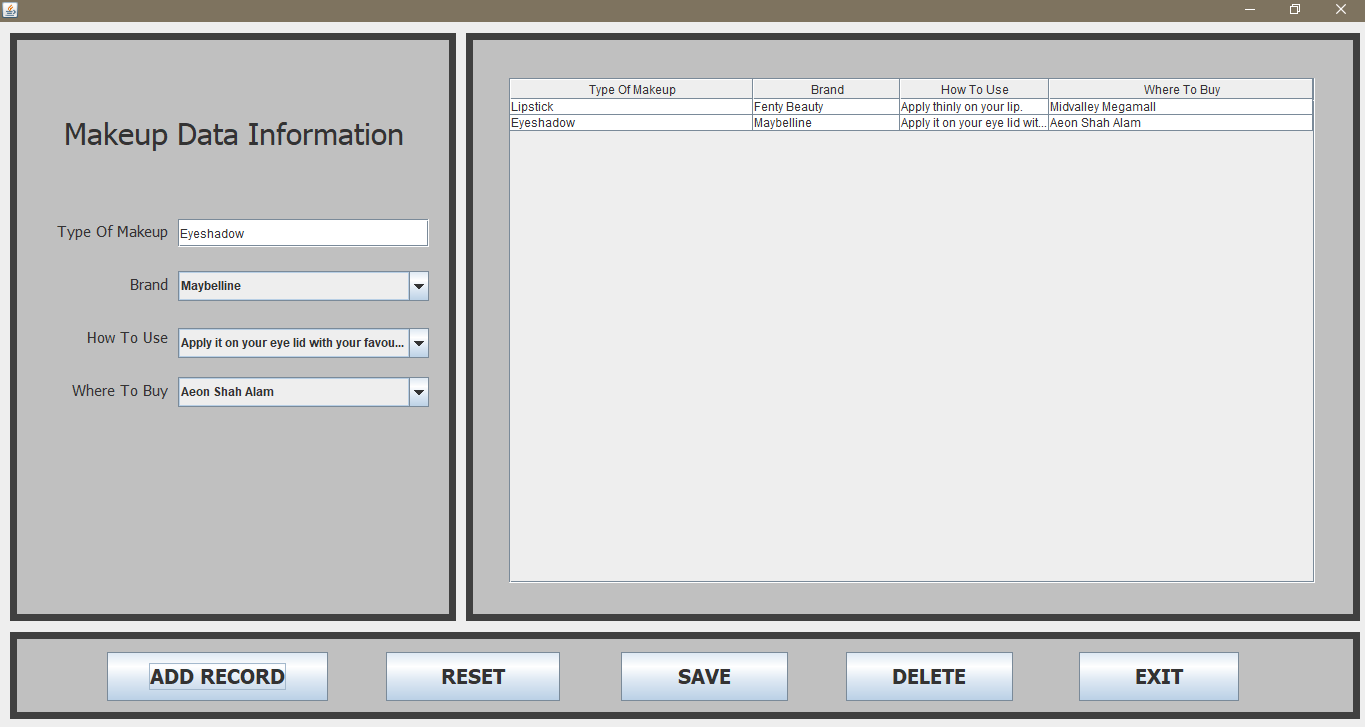 Makeup Data Information
Type Of Makeup Eyeshadow
Brand Maybelline
How To Use Apply it on your eye lid with your favou...
Where To Buy Aeon Shah Alam
Type Of Makeup Brand How To Use Where To Buy
Lipstick Fenty Beauty Apply thinly on your lip. Midvalley Megamall
Eyeshadow Maybelline Apply it on your eye lid wit... Aeon Shah Alam
ADD RECORD RESET SAVE DELETE EXIT